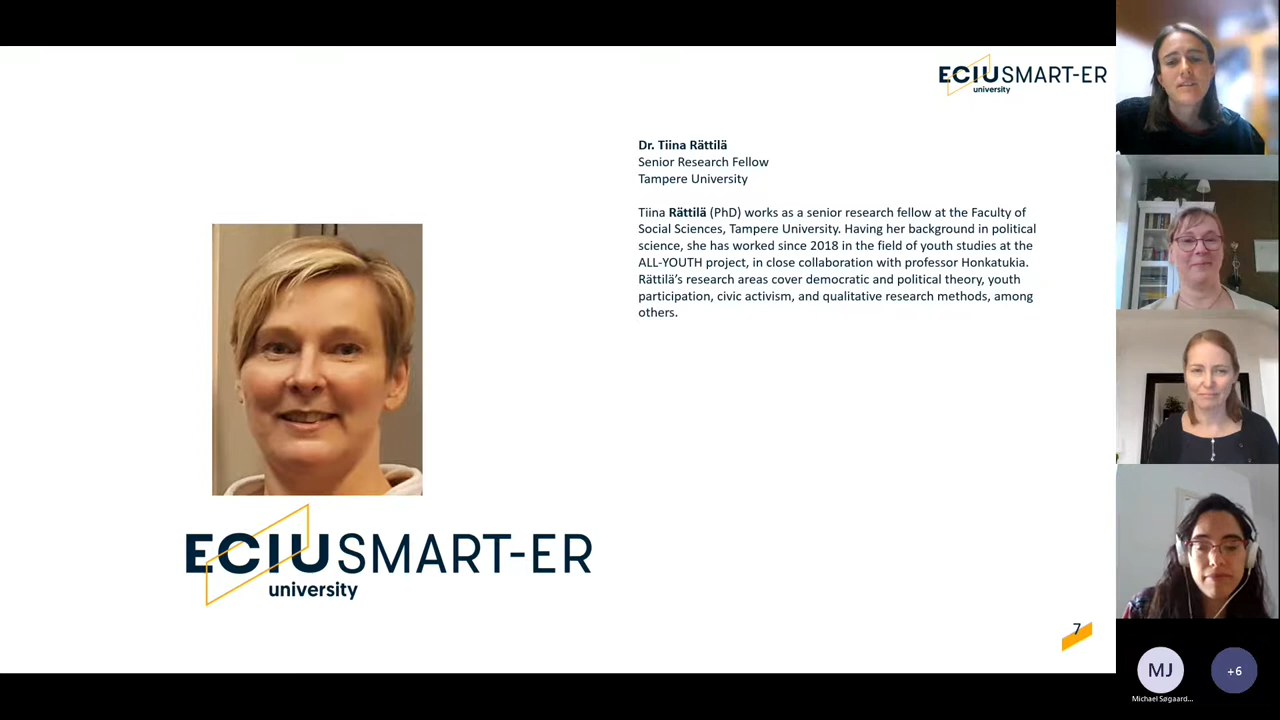 ECIU SMART-ER
university
Dr. Tiina Rättilä
Senior Research Fellow
Tampere University
Tiina Rättilä (PhD) works as a senior research fellow at the Faculty of
Social Sciences, Tampere University. Having her background in political
science, she has worked since 2018 in the field of youth studies at the
ALL-YOUTH project, in close collaboration with professor Honkatukia.
Rättilä's research areas cover democratic and political theory, youth
participation, civic activism, and qualitative research methods, among
others.
ECIU SMART-ER
university
7
MJ
+6
Michael Søgaard...